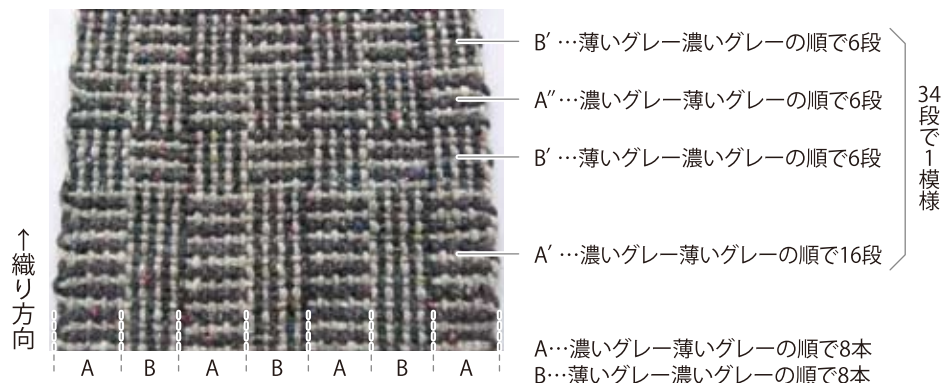 B′…薄いグレー濃いグレーの順で6段
A″…濃いグレー薄いグレーの順で6段
B′…薄いグレー濃いグレーの順で6段
A′…濃いグレー薄いグレーの順で16段
34段で1模様
↑織り方向
A B A B A B A
A…濃いグレー薄いグレーの順で8本
B…薄いグレー濃いグレーの順で8本